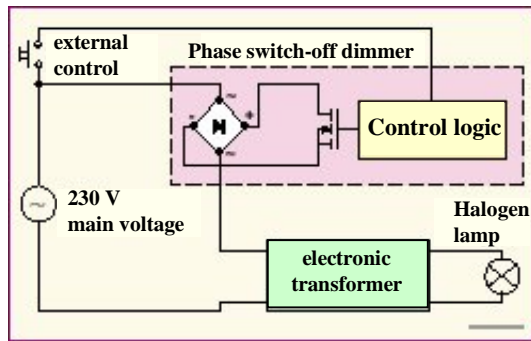 external
control
Phase switch-off dimmer
~
- +
~
Control logic
~
230 V
main voltage
Halogen
lamp
electronic
transformer